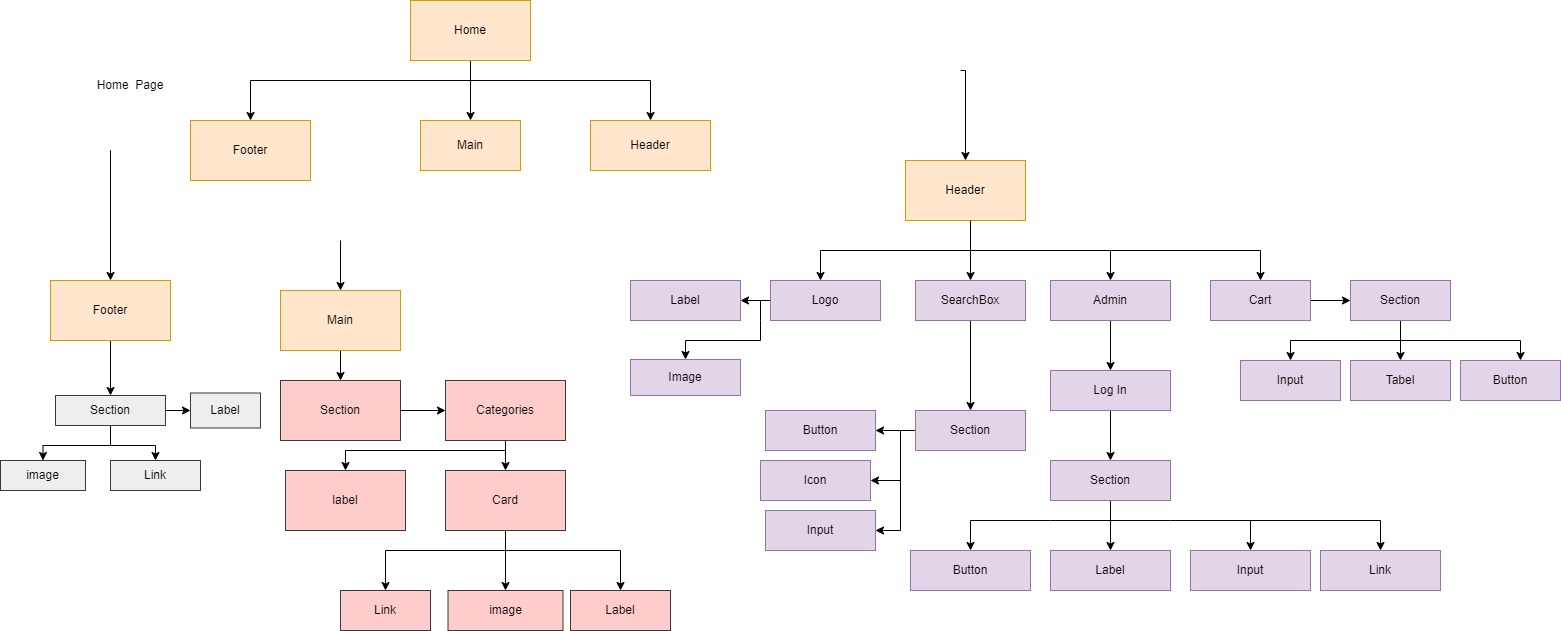 Home
Home Page
Footer
Main
Header
Header
Footer
Main
Label
Logo
SearchBox
Admin
Cart
Section
Image
Log In
Input
Tabel
Button
Section
Label
Section
Categories
Button
Section
image
Link
label
Card
Icon
Section
Input
Button
Label
Input
Link
Link
image
Label